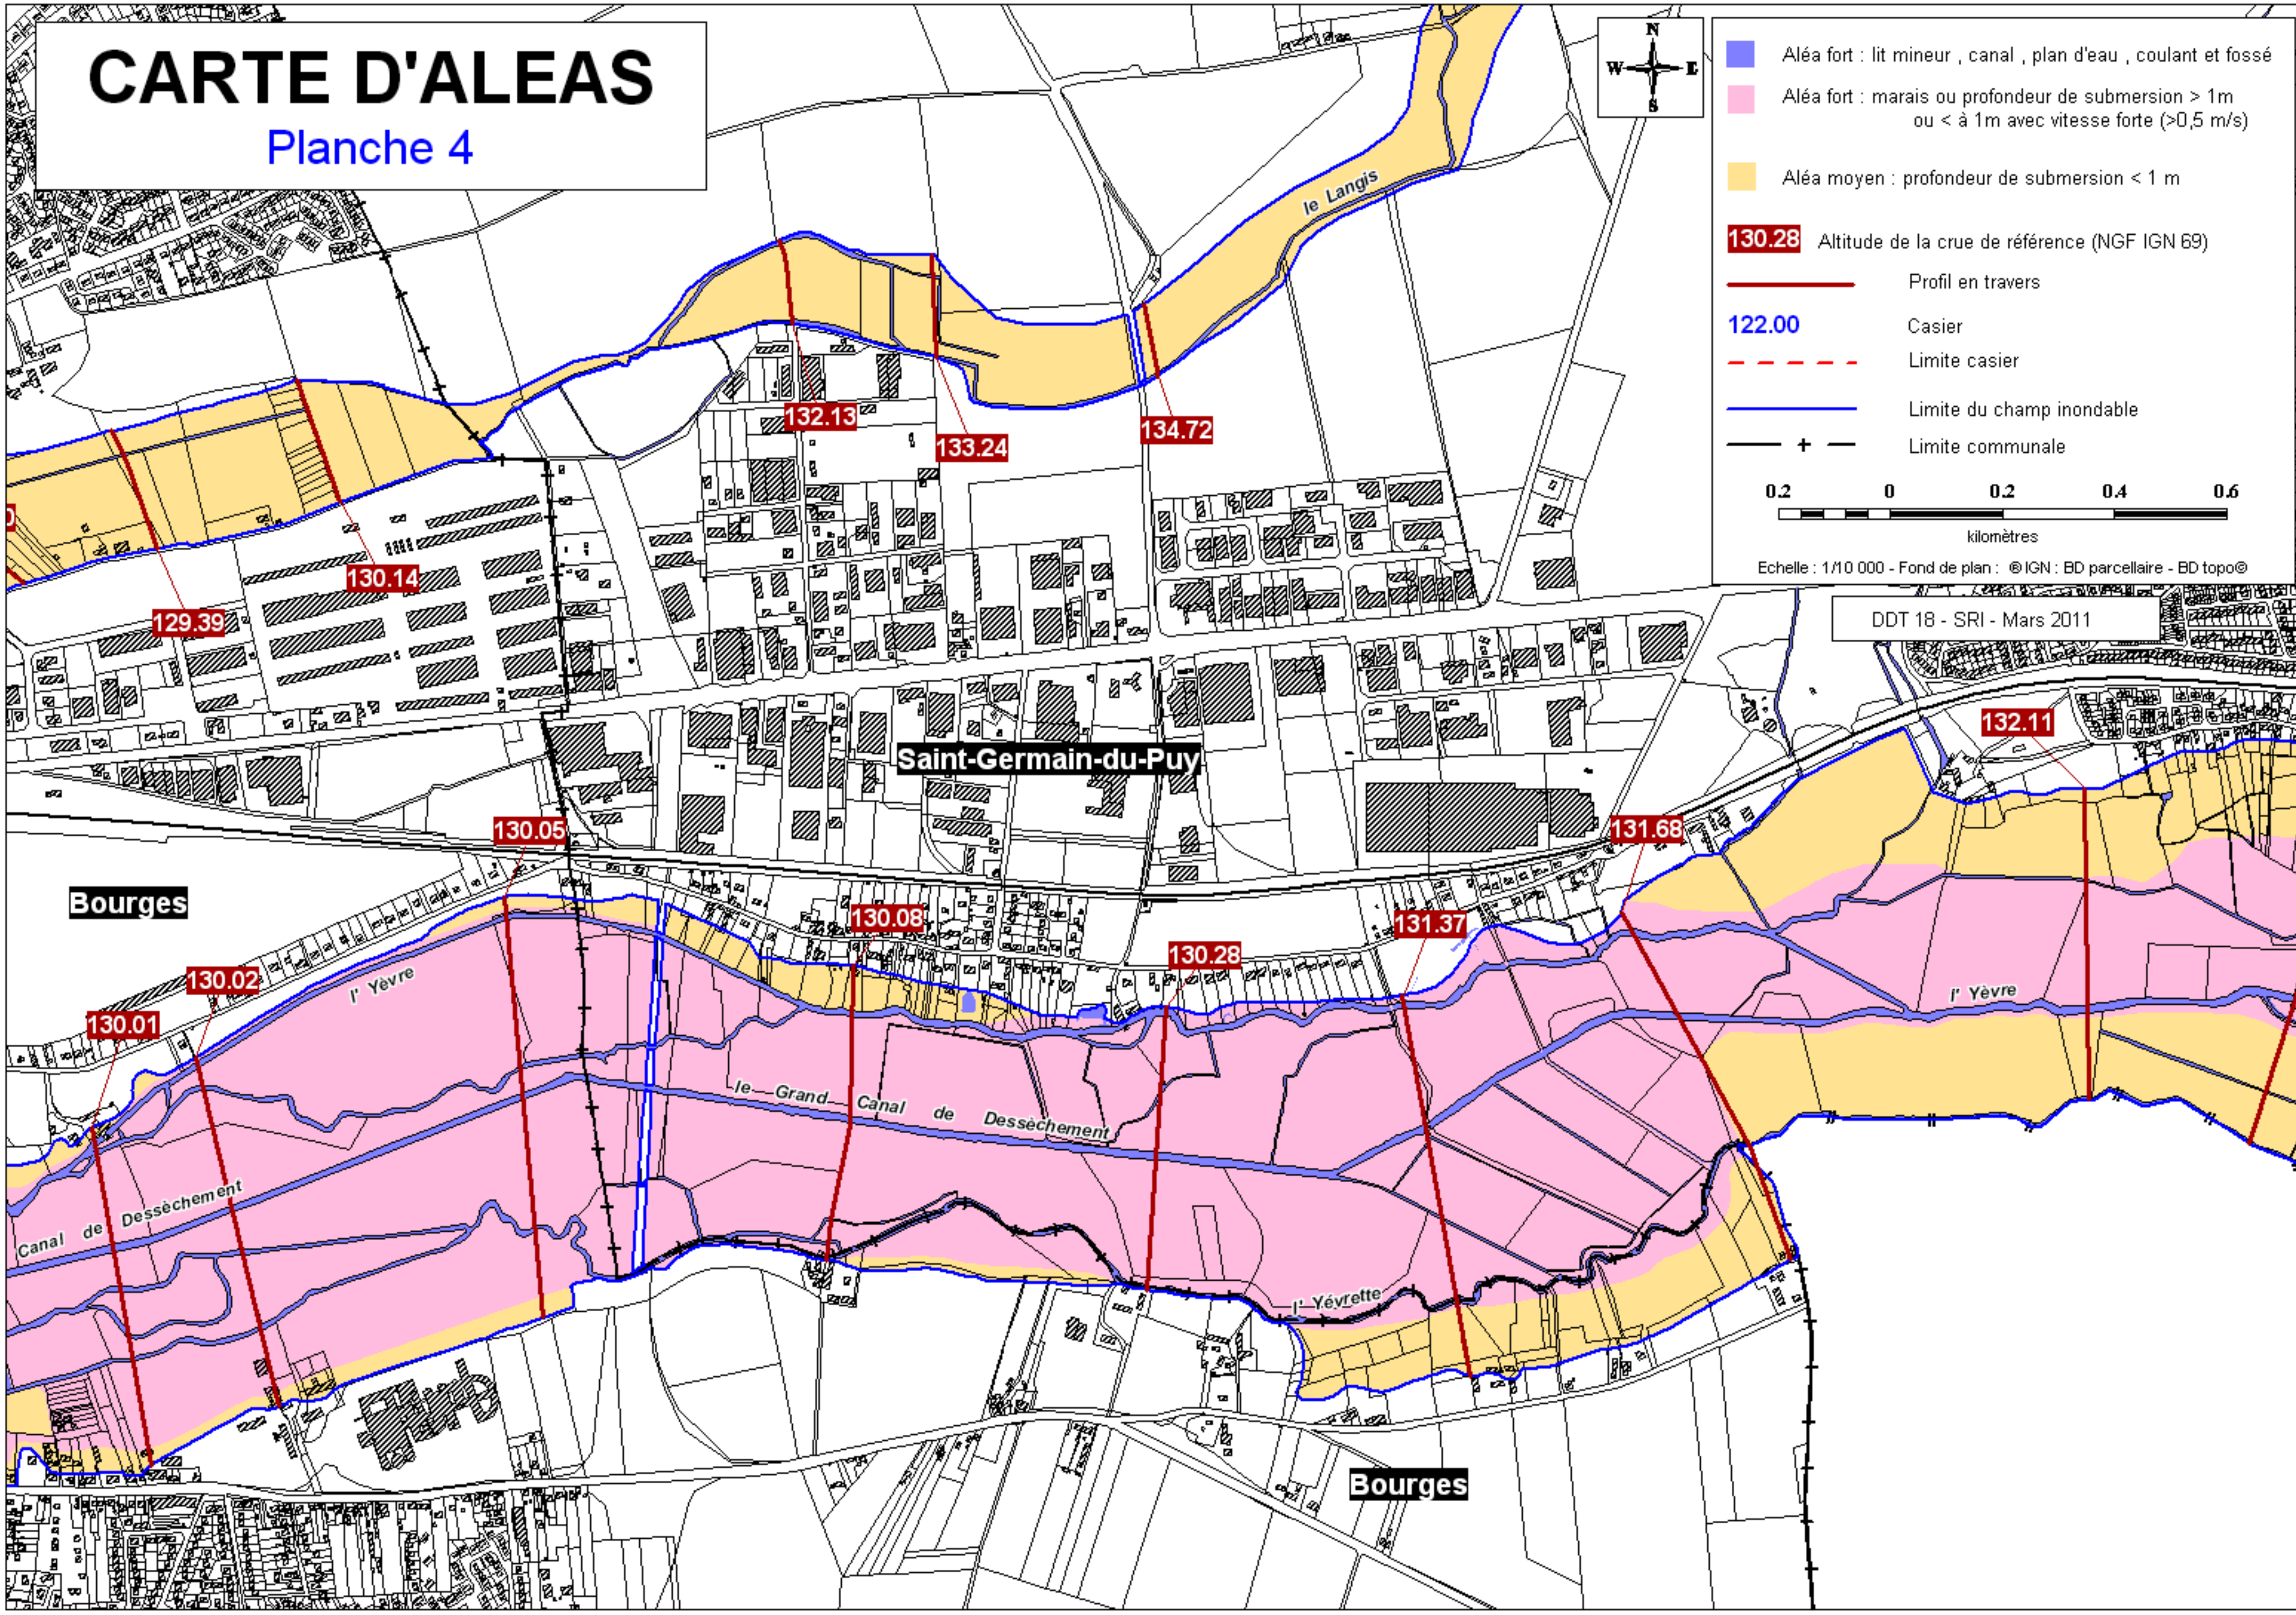 CARTE D'ALEAS
Planche 4
N
W E
S
Aléa fort : lit mineur , canal , plan d'eau , coulant et fossé
Aléa fort : marais ou profondeur de submersion > 1m
ou < à 1m avec vitesse forte (>0,5 m/s)
Aléa moyen : profondeur de submersion < 1 m
130.28 Altitude de la crue de référence (NGF IGN 69)
Profil en travers
122.00 Casier
Limite casier
Limite du champ inondable
Limite communale
0.2 0 0.2 0.4 0.6
kilomètres
Echelle : 1/10 000 - Fond de plan : ©IGN : BD parcellaire - BD topo©
DDT 18 - SRI - Mars 2011
le Langis
132.13
133.24
134.72
130.14
129.39
132.11
Saint-Germain-du-Puy
130.05
131.68
Bourges
130.08
131.37
130.28
130.02
l' Yèvre
l' Yèvre
130.01
le Grand Canal de Dessèchement
Canal de Dessèchement
l' Yévrette
Bourges